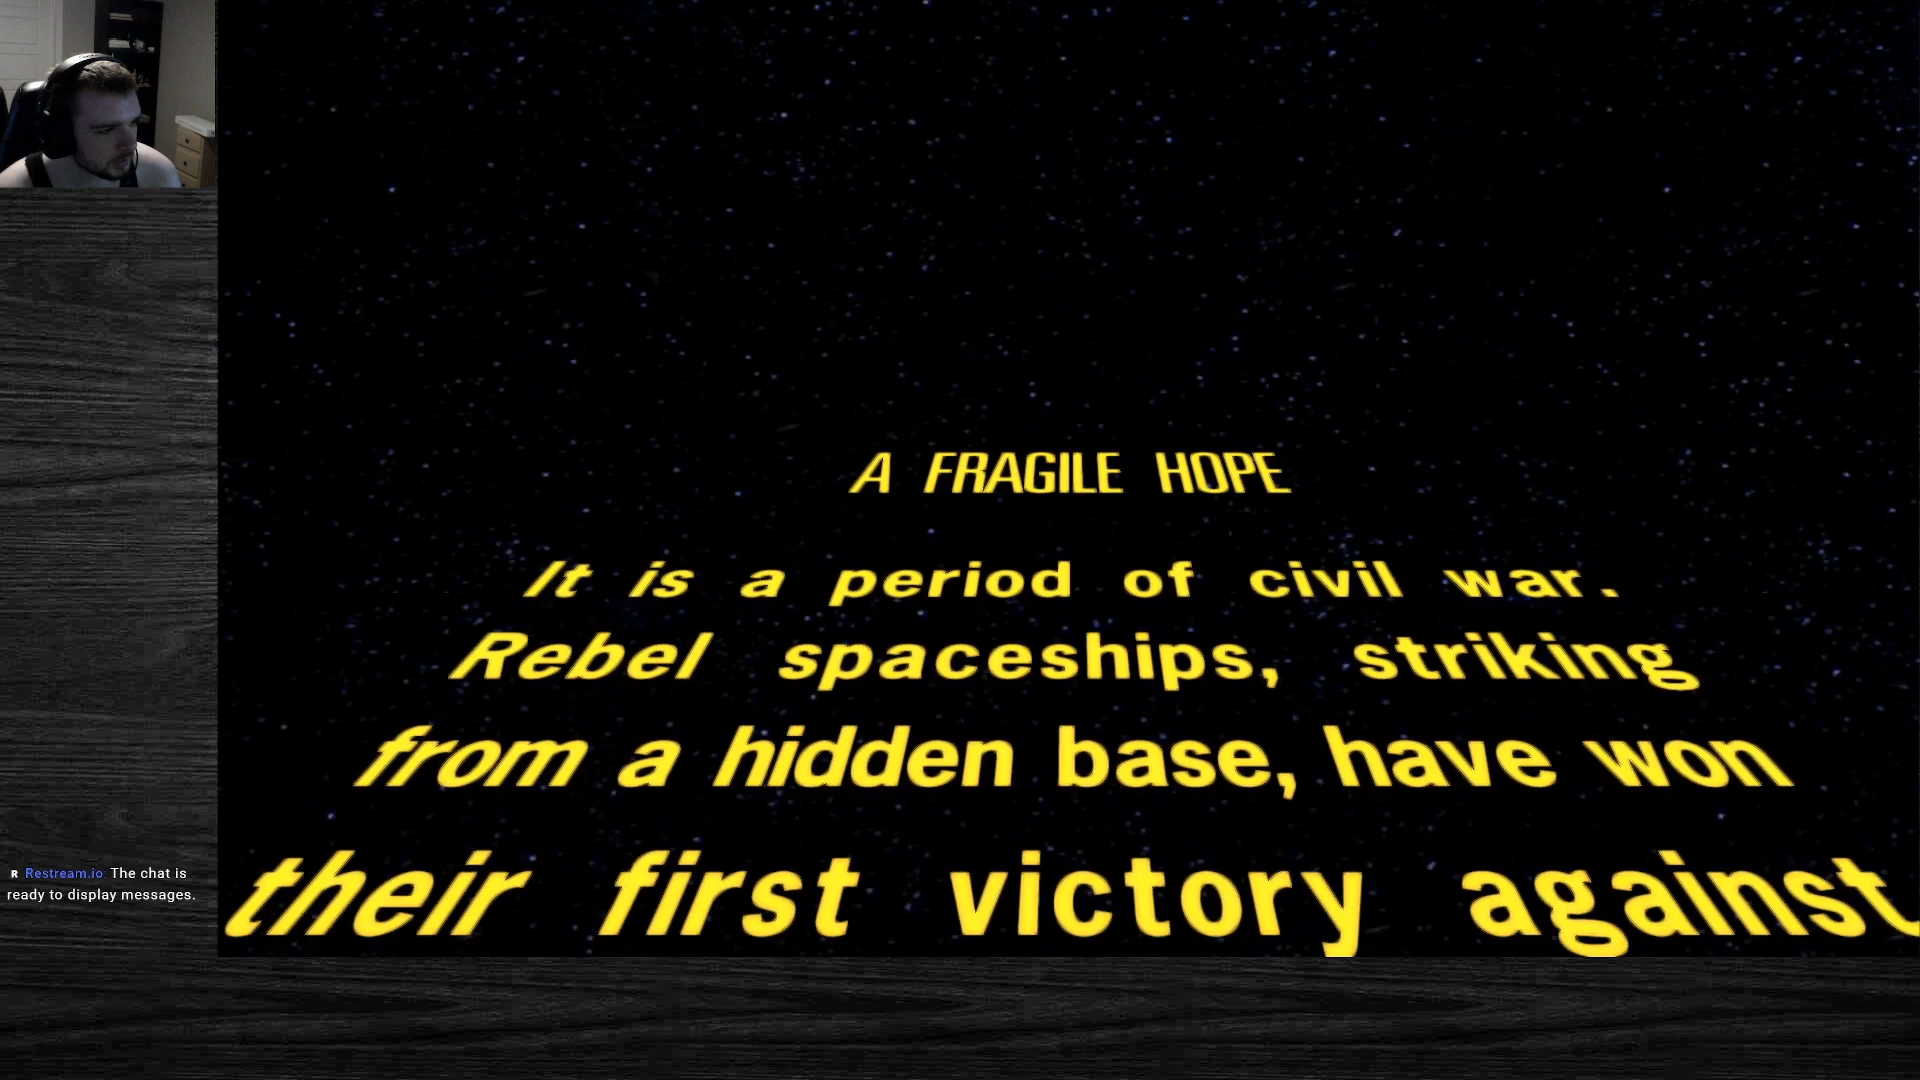 A FRAGILE HOPE
It is a period of civil war.
Rebel spaceships, striking
from a hidden base, have won
their first victory against
R Restream.io: The chat is
ready to display messages.